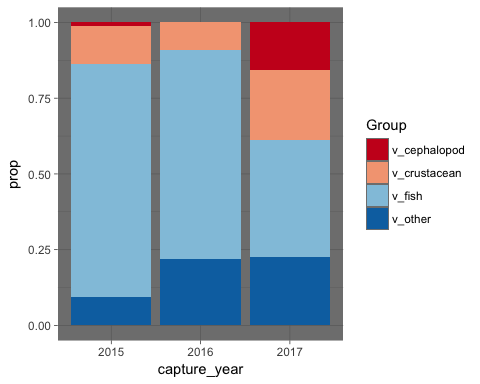 1.00
0.75
0.50
0.25
0.00
prop
2015 2016 2017
capture_year
Group
v_cephalopod
v_crustacean
v_fish
v_other